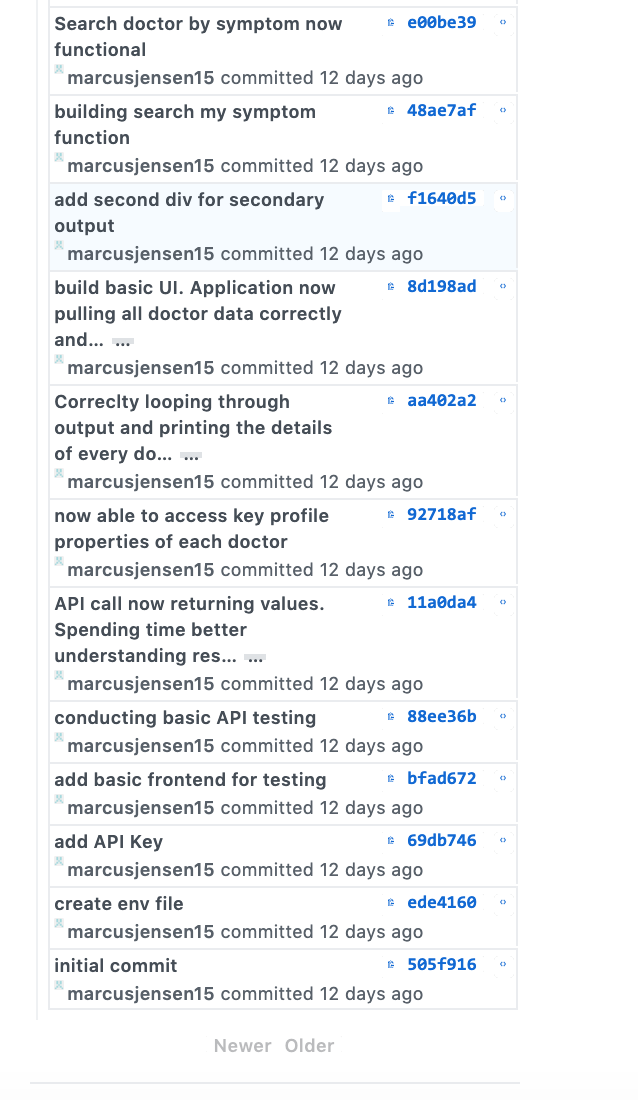 Search doctor by symptom now e00be39
functional
marcusjensen15 committed 12 days ago
building search my symptom 48ae7af
function
marcusjensen15 committed 12 days ago
add second div for secondary f1640d5
output
marcusjensen15 committed 12 days ago
build basic UI. Application now 8d198ad
pulling all doctor data correctly
and... ...
marcusjensen15 committed 12 days ago
Correclty looping through aa402a2
output and printing the details
of every do... ...
marcusjensen15 committed 12 days ago
now able to access key profile 92718af
properties of each doctor
marcusjensen15 committed 12 days ago
API call now returning values. 11a0da4
Spending time better
understanding res... ...
marcusjensen15 committed 12 days ago
conducting basic API testing 88ee36b
marcusjensen15 committed 12 days ago
add basic frontend for testing bfad672
marcusjensen15 committed 12 days ago
add API Key 69db746
marcusjensen15 committed 12 days ago
create env file ede4160
marcusjensen15 committed 12 days ago
initial commit 505f916
marcusjensen15 committed 12 days ago
Newer Older